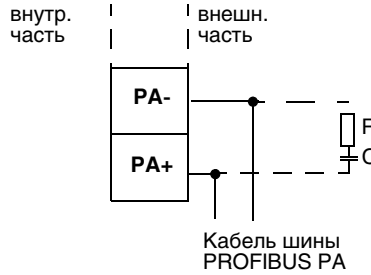 внутр. внешн.
часть часть
PA-
R
C
PA+
Кабель шины
PROFIBUS PA